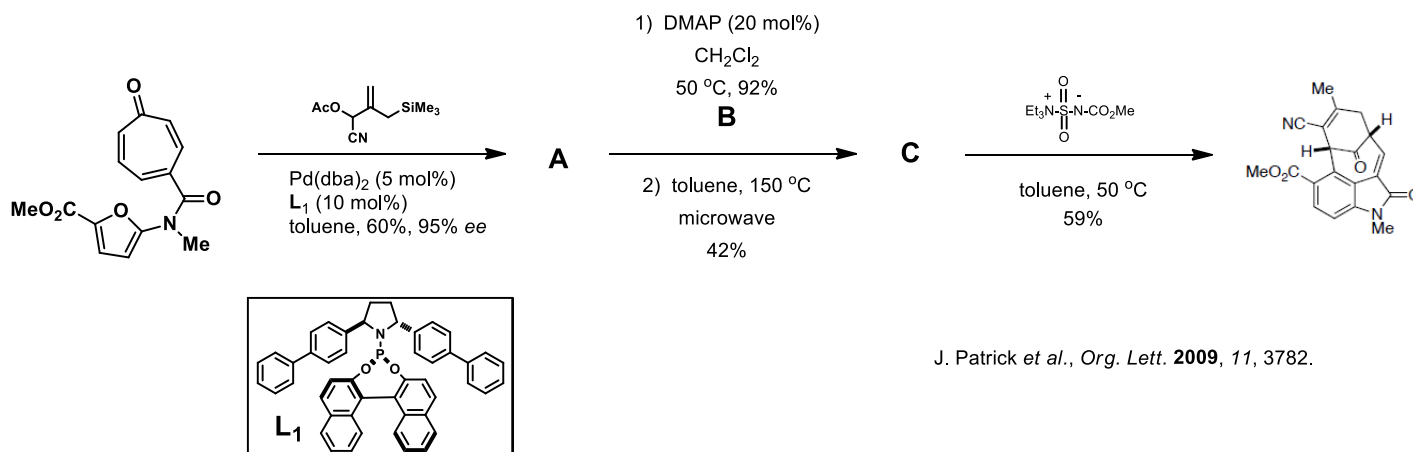 1) DMAP (20 mol%)
CH2Cl2
50 °C, 92%
B
2) toluene, 150 °C
microwave
42%
O
MeO2C
O
N
O
Me
AcO
SiMe3
CN
Pd(dba)2 (5 mol%)
L1 (10 mol%)
toluene, 60%, 95% ee
A
C
O
+
-
Et3N-S-N-CO2Me
O
toluene, 50 °C
59%
Me
NC
H
H
O
MeO2C
O
N
Me
N
P
O
O
L1
J. Patrick et al., Org. Lett. 2009, 11, 3782.